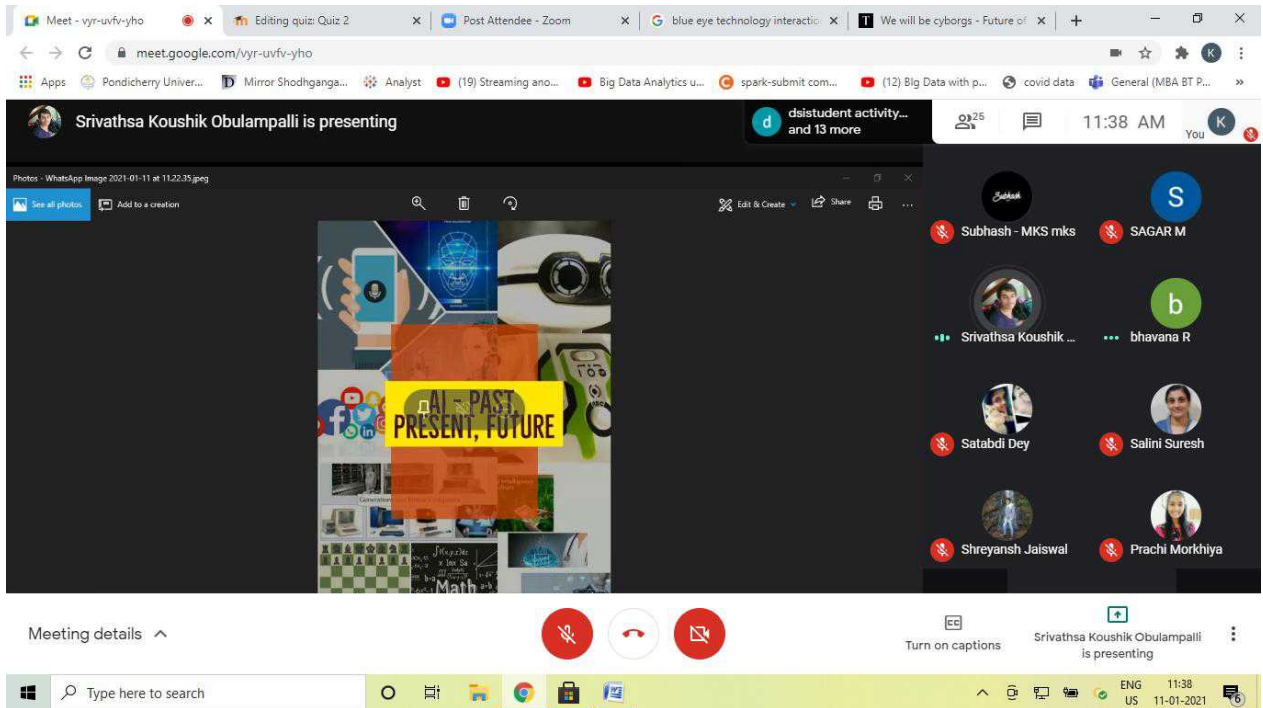 Meet - vyr-uvfv-yho
Editing quiz: Quiz 2
Post Attendee - Zoom
blue eye technology interactio
We will be cyborgs - Future of
meet.google.com/vyr-uvfv-yho
K
Apps
Pondicherry Univer...
Mirror Shodhganga...
Analyst
(19) Streaming ano...
Big Data Analytics u...
spark-submit com...
(12) BIg Data with p...
covid data
General (MBA BT P...
»
Srivathsa Koushik Obulampalli is presenting
d
dsistudent activity...
and 13 more
25
11:38 AM
You
K
Photos - WhatsApp Image 2021-01-11 at 11.22.35.jpeg
See all photos
Add to a creation
Edit & Create
Share
AI - PAST,
PRESENT, FUTURE
Math
Subhash
Subhash - MKS mks
S
SAGAR M
Srivathsa Koushik ...
b
bhavana R
Satabdi Dey
Salini Suresh
Shreyansh Jaiswal
Prachi Morkhiya
Meeting details
CC
Turn on captions
Srivathsa Koushik Obulampalli
is presenting
Type here to search
ENG
US
11:38
11-01-2021
6